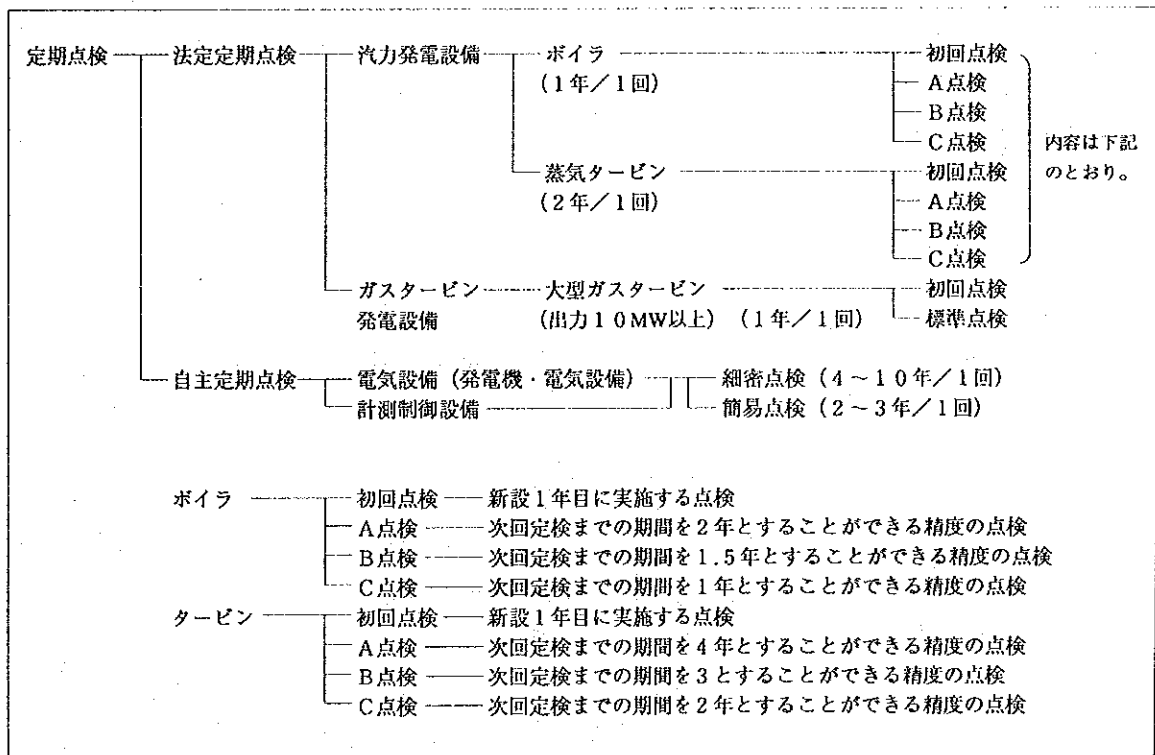 定期点検 法定定期点検 汽力発電設備 ボイラ 初回点検
(1年/1回) A点検
B点検
C点検 内容は下記
蒸気タービン 初回点検 のとおり。
(2年/1回) A点検
B点検
C点検
ガスタービン 大型ガスタービン 初回点検
発電設備 (出力10MW以上) (1年/1回) 標準点検
自主定期点検 電気設備(発電機・電気設備) 細密点検(4~10年/1回)
計測制御設備 簡易点検(2~3年/1回)
ボイラ 初回点検 新設1年目に実施する点検
A点検 次回定検までの期間を2年とすることができる精度の点検
B点検 次回定検までの期間を1.5年とすることができる精度の点検
C点検 次回定検までの期間を1年とすることができる精度の点検
タービン 初回点検 新設1年目に実施する点検
A点検 次回定検までの期間を4年とすることができる精度の点検
B点検 次回定検までの期間を3とすることができる精度の点検
C点検 次回定検までの期間を2年とすることができる精度の点検